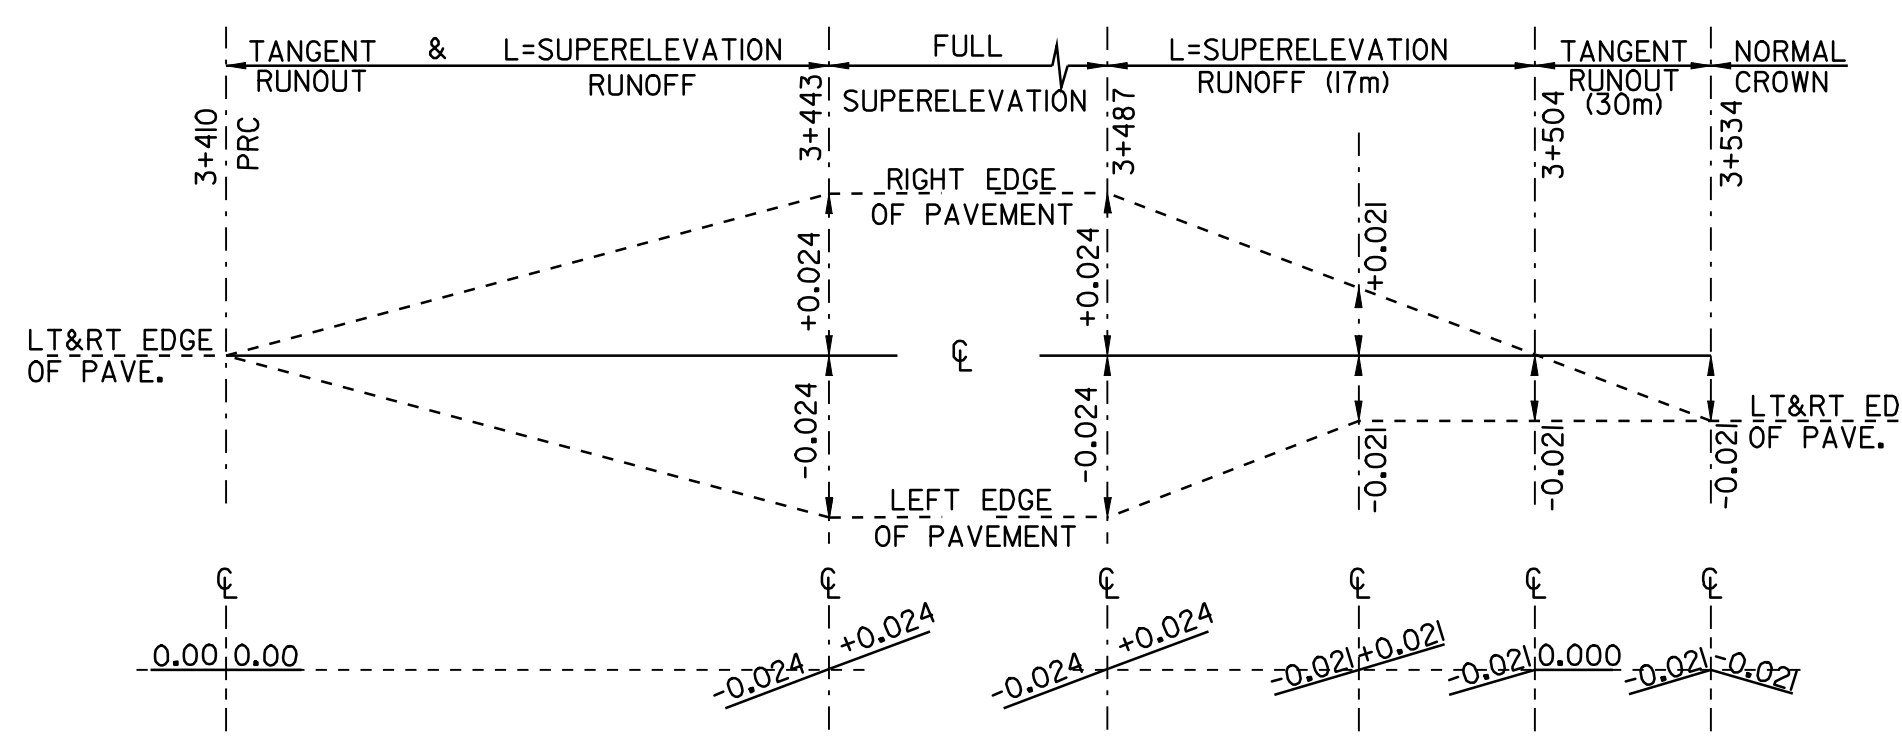 TANGENT & L=SUPERELEVATION
RUNOUT RUNOFF
FULL
SUPERELEVATION
L=SUPERELEVATION
RUNOFF (17m)
TANGENT
RUNOUT
(30m)
NORMAL
CROWN
3+410
PRC
3+443
3+487
3+504
3+534
RIGHT EDGE
OF PAVEMENT
+0.024
+0.024
+0.021
LT&RT EDGE
OF PAVE.
℄
-0.024
-0.024
-0.021
-0.021
-0.021
LT&RT ED
OF PAVE.
LEFT EDGE
OF PAVEMENT
℄ ℄ ℄ ℄ ℄ ℄
0.00 0.00
-0.024 +0.024
-0.024 +0.024
-0.021 +0.021
-0.021 0.000
-0.021 -0.021